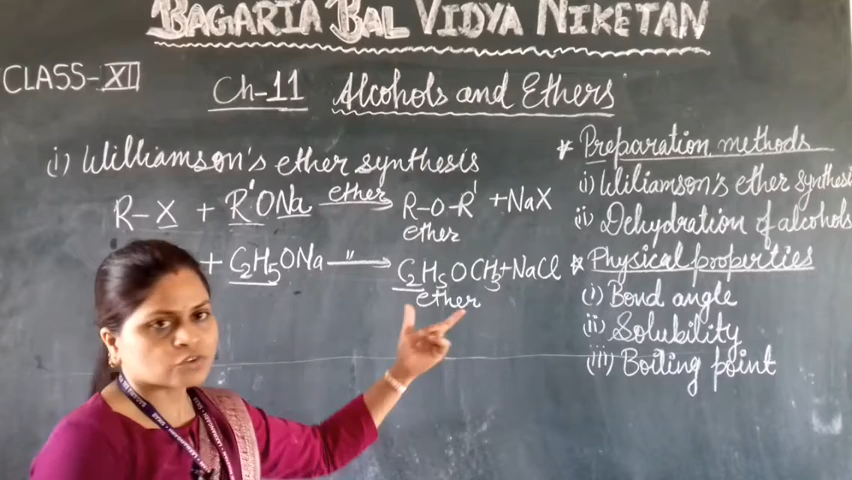 BAGARIA BAL VIDYA NIKETAN
CLASS-XII
Ch-11 Alcohols and Ethers
(i) Williamson's ether synthesis
R-X + R'ONa ether R-O-R' + NaX
ether
+ C2H5ONa " C2H5OCH3 + NaCl
ether
* Preparation methods
(i) Wiliamson's ether synthesis
(ii) Dehydration of alcohols
* Physical properties
(i) Bond angle
(ii) Solubility
(iii) Boiling point